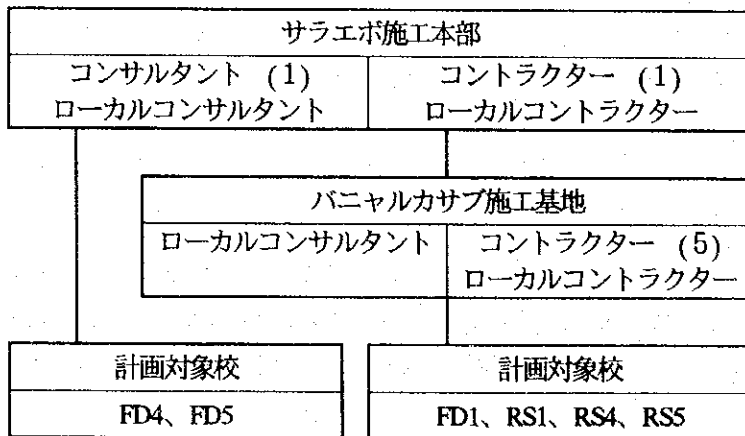 サラエボ施工本部
コンサルタント (1)
ローカルコンサルタント
コントラクター (1)
ローカルコントラクター
バニャルカサブ施工基地
ローカルコンサルタント
コントラクター (5)
ローカルコントラクター
計画対象校
FD4、FD5
計画対象校
FD1、RS1、RS4、RS5